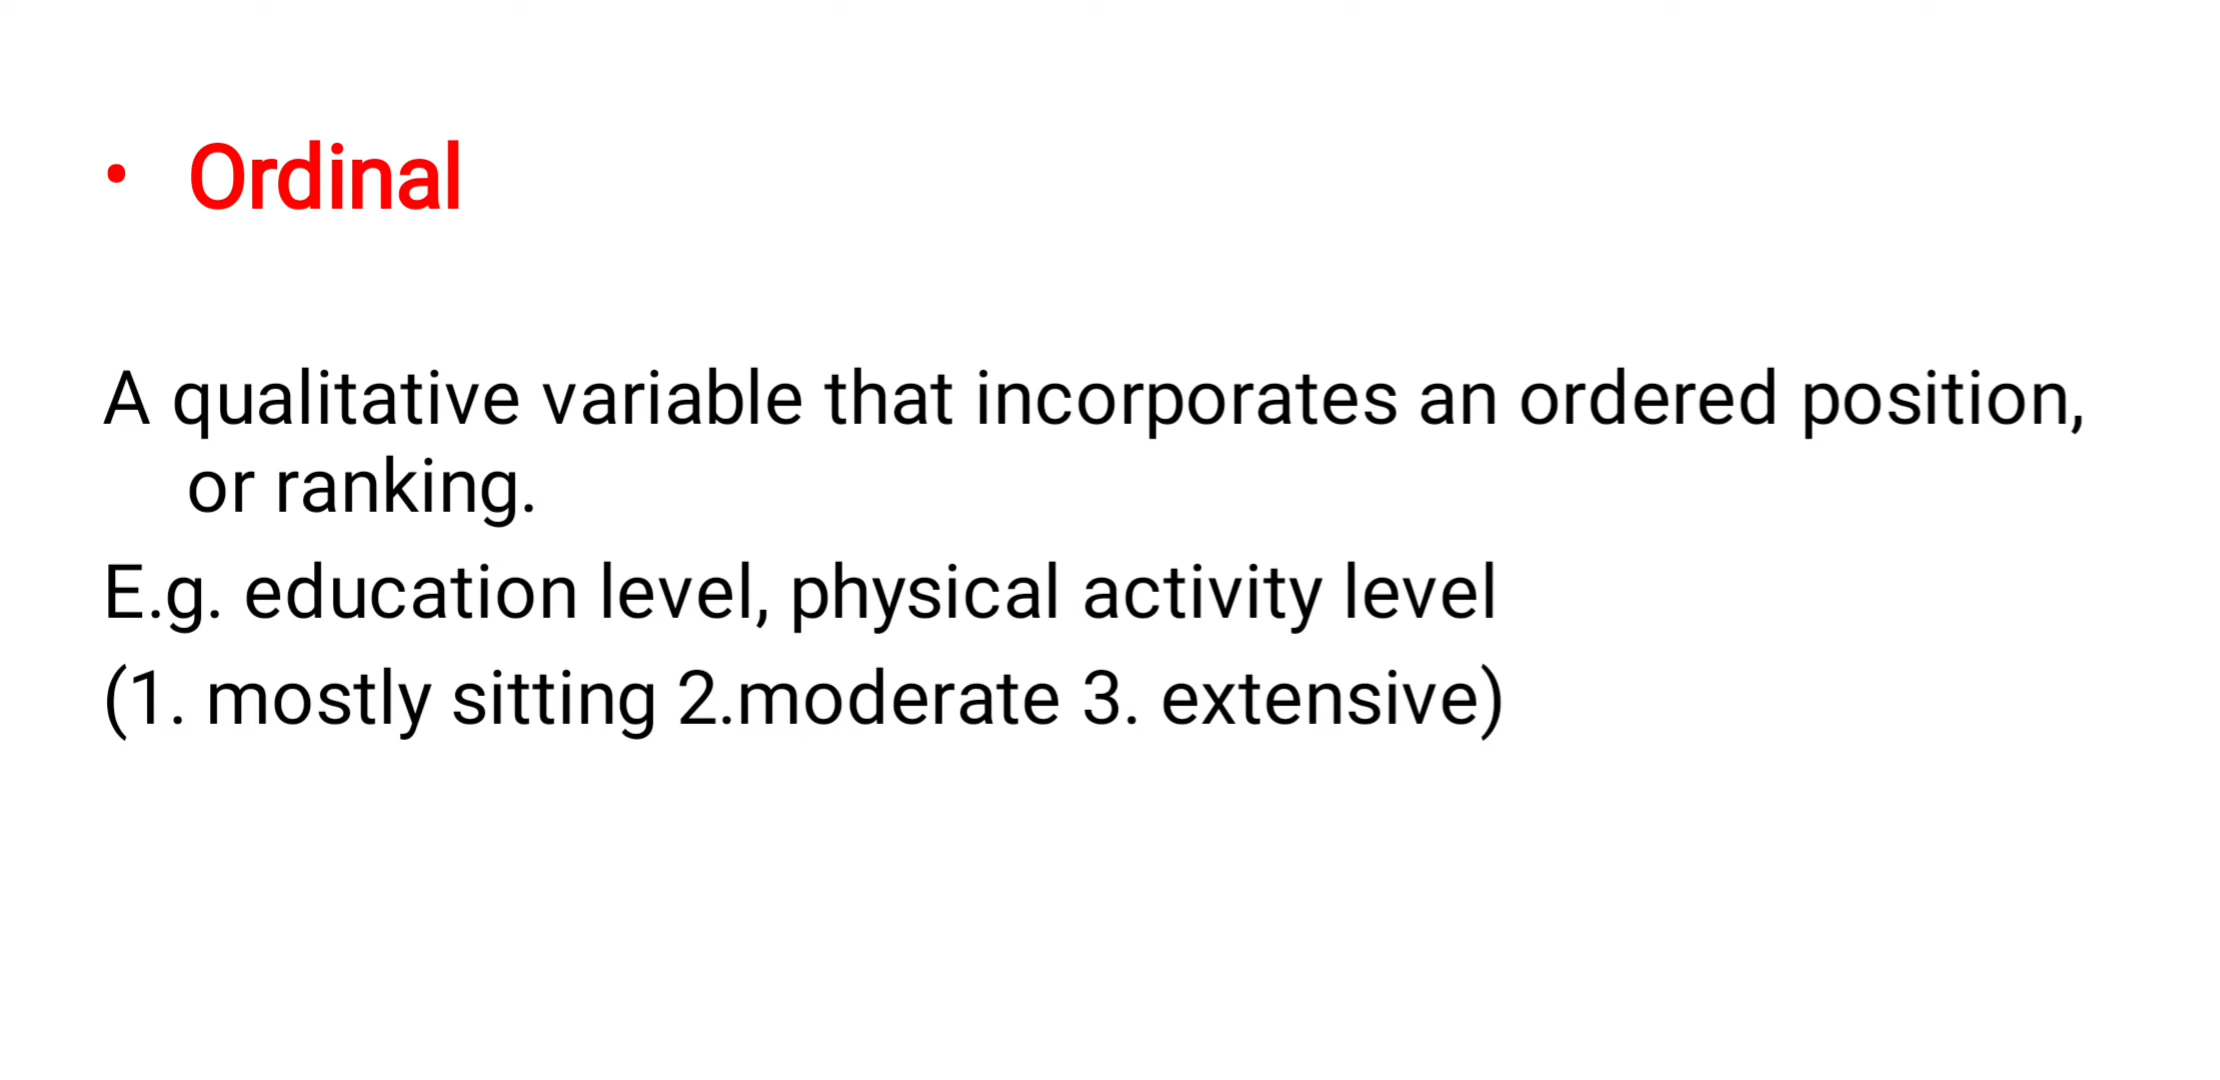 • Ordinal
A qualitative variable that incorporates an ordered position,
or ranking.
E.g. education level, physical activity level
(1. mostly sitting 2.moderate 3. extensive)